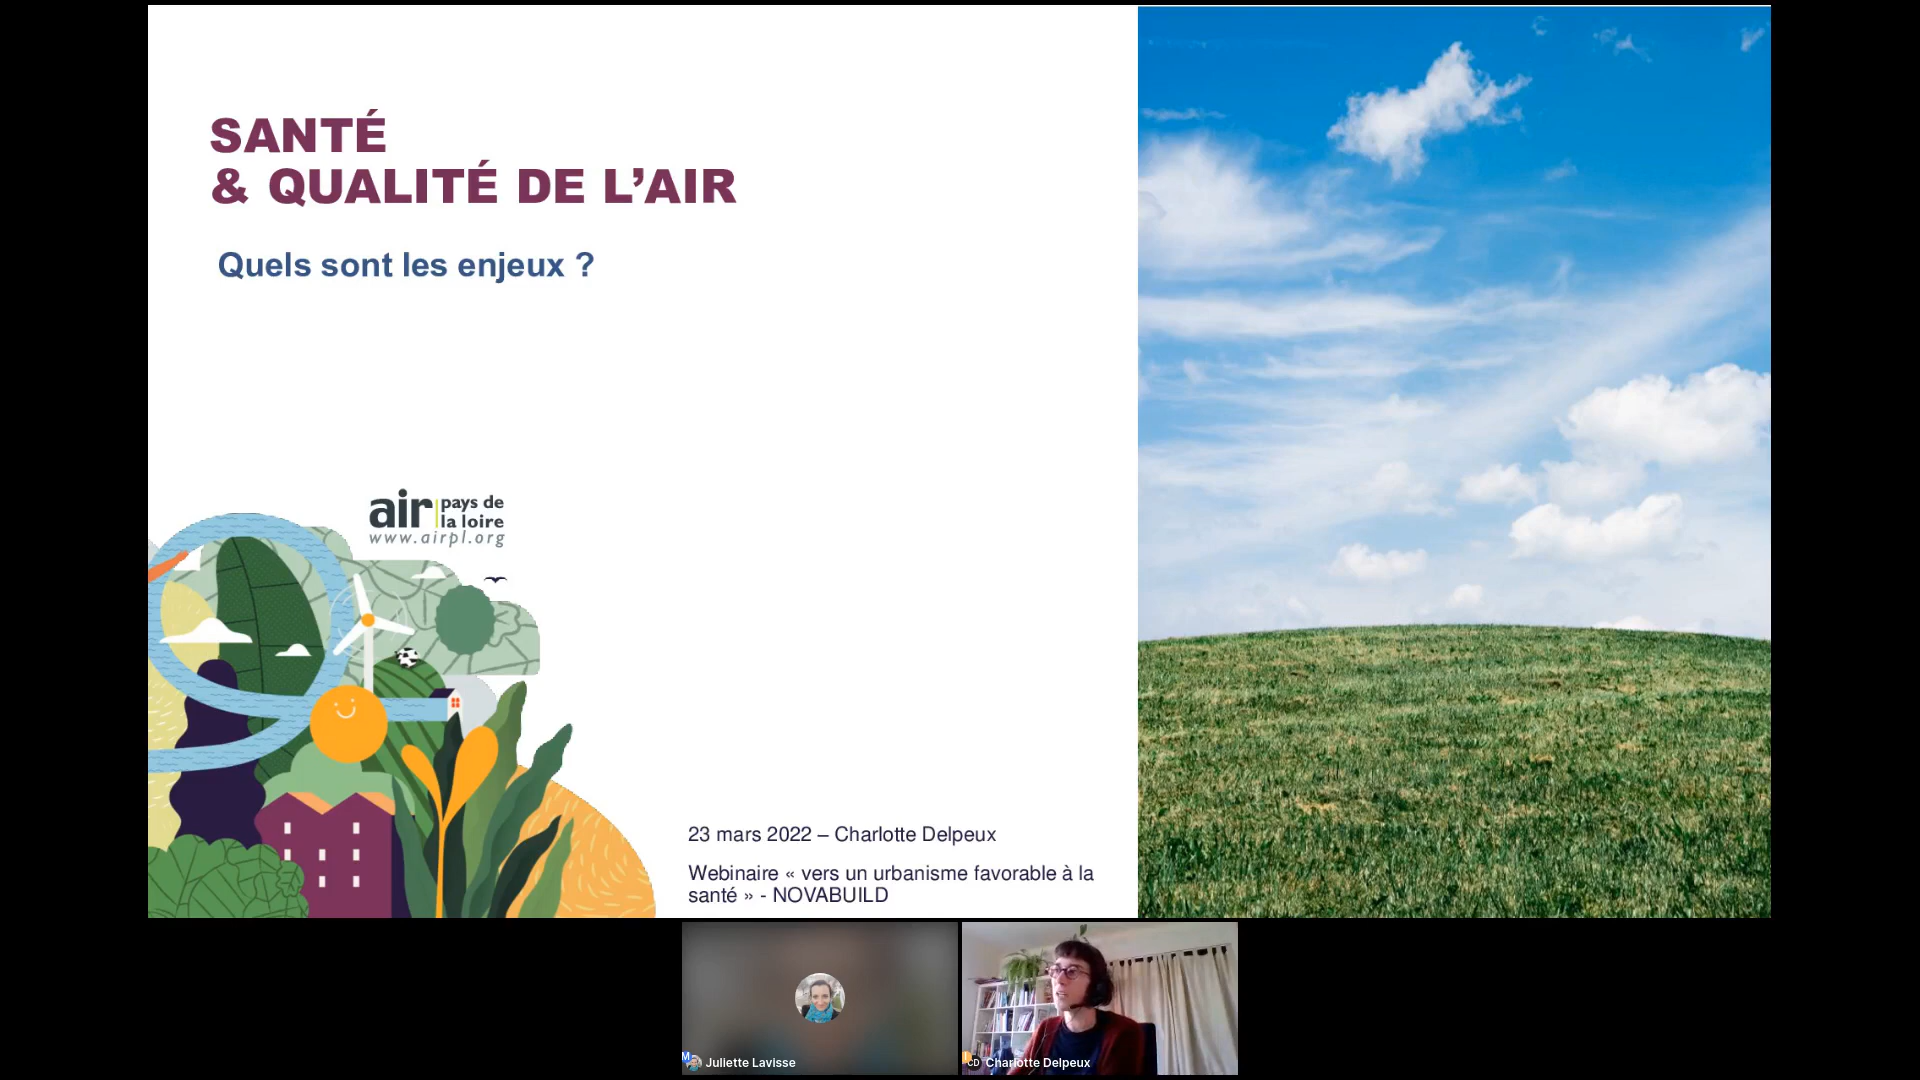 SANTÉ
& QUALITÉ DE L’AIR
Quels sont les enjeux ?
air pays de
la loire
www.airpl.org
23 mars 2022 – Charlotte Delpeux
Webinaire « vers un urbanisme favorable à la
santé » - NOVABUILD
M
Juliette Lavisse
CD
Charlotte Delpeux